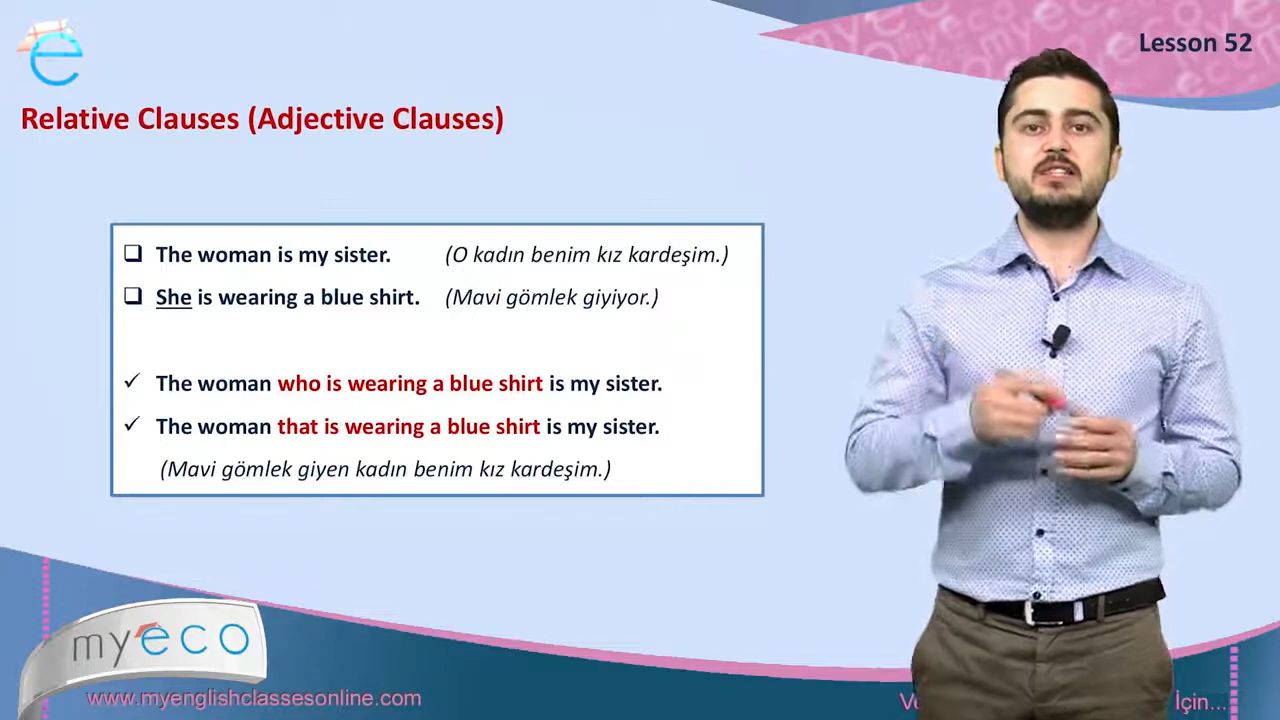 Lesson 52
Relative Clauses (Adjective Clauses)
The woman is my sister. (O kadın benim kız kardeşim.)
She is wearing a blue shirt. (Mavi gömlek giyiyor.)
The woman who is wearing a blue shirt is my sister.
The woman that is wearing a blue shirt is my sister.
(Mavi gömlek giyen kadın benim kız kardeşim.)
myeco
www.myenglishclassesonline.com
İçin...